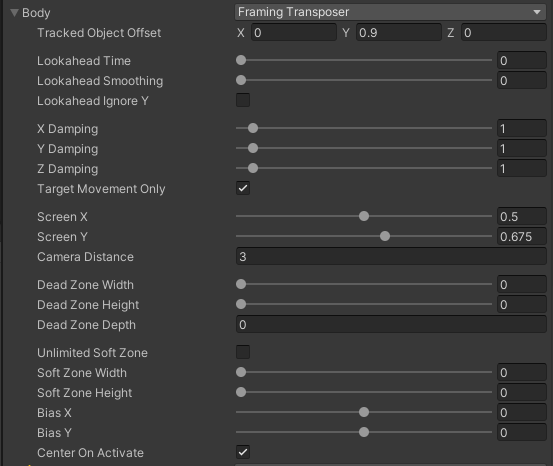 Body Framing Transposer
Tracked Object Offset X 0 Y 0.9 Z 0
Lookahead Time 0
Lookahead Smoothing 0
Lookahead Ignore Y
X Damping 1
Y Damping 1
Z Damping 1
Target Movement Only
Screen X 0.5
Screen Y 0.675
Camera Distance 3
Dead Zone Width 0
Dead Zone Height 0
Dead Zone Depth 0
Unlimited Soft Zone
Soft Zone Width 0
Soft Zone Height 0
Bias X 0
Bias Y 0
Center On Activate